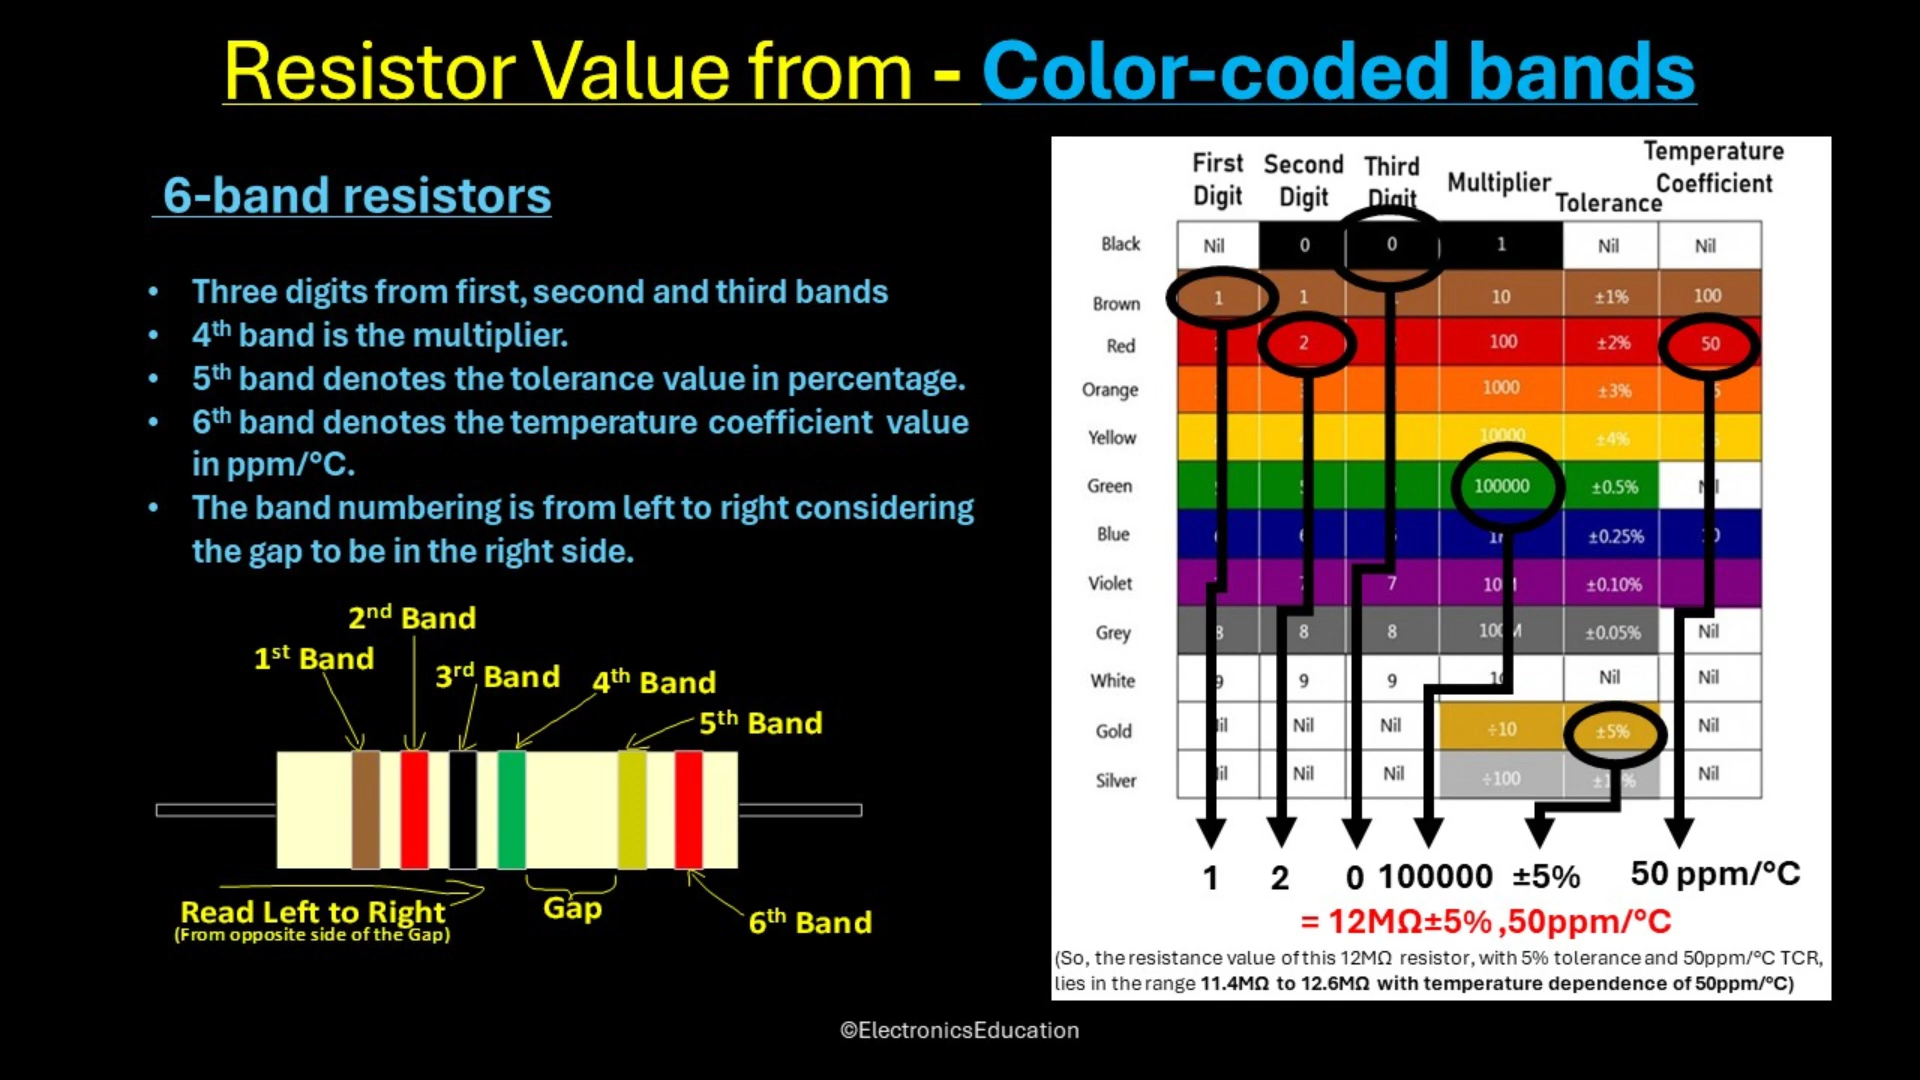 Resistor Value from - Color-coded bands
6-band resistors
• Three digits from first, second and third bands
• 4th band is the multiplier.
• 5th band denotes the tolerance value in percentage.
• 6th band denotes the temperature coefficient value
in ppm/°C.
• The band numbering is from left to right considering
the gap to be in the right side.
2nd Band
1st Band
3rd Band
4th Band
5th Band
Read Left to Right
(From opposite side of the Gap)
Gap
6th Band
First Digit Second Digit Third Digit Multiplier Tolerance Temperature Coefficient
Black Nil 0 0 1 Nil Nil
Brown 1 1 10 ±1% 100
Red 2 100 ±2% 50
Orange 1000 ±3%
Yellow 10000 ±4%
Green 100000 ±0.5%
Blue ±0.25%
Violet 7 ±0.10%
Grey 8 8 8 ±0.05% Nil
White 9 9 9 Nil Nil
Gold Nil Nil ÷10 ±5% Nil
Silver Nil Nil ÷100 Nil
1 2 0 100000 ±5% 50 ppm/°C
= 12MΩ±5% ,50ppm/°C
(So, the resistance value of this 12MΩ resistor, with 5% tolerance and 50ppm/°C TCR,
lies in the range 11.4MΩ to 12.6MΩ with temperature dependence of 50ppm/°C)
©ElectronicsEducation